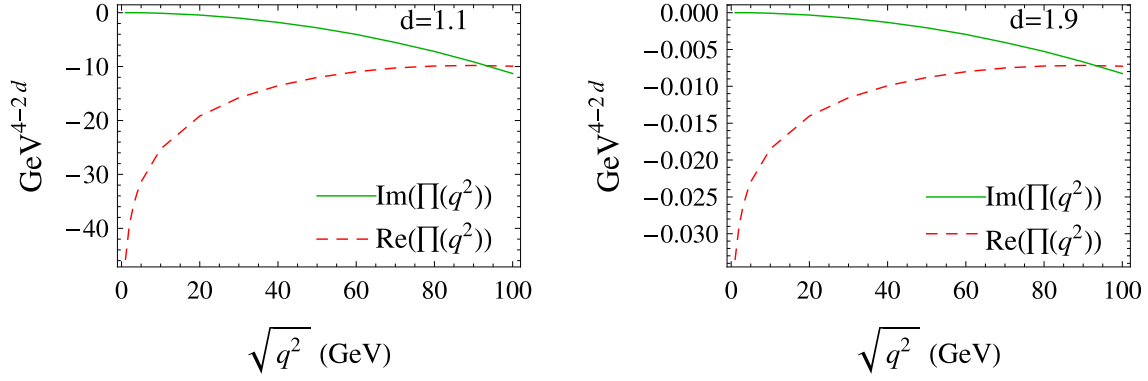 d=1.1
GeV^{4−2 d}
0
−10
−20
−30
−40
Im(∏(q²))
Re(∏(q²))
0 20 40 60 80 100
√q² (GeV)
d=1.9
GeV^{4−2 d}
0.000
−0.005
−0.010
−0.015
−0.020
−0.025
−0.030
Im(∏(q²))
Re(∏(q²))
0 20 40 60 80 100
√q² (GeV)